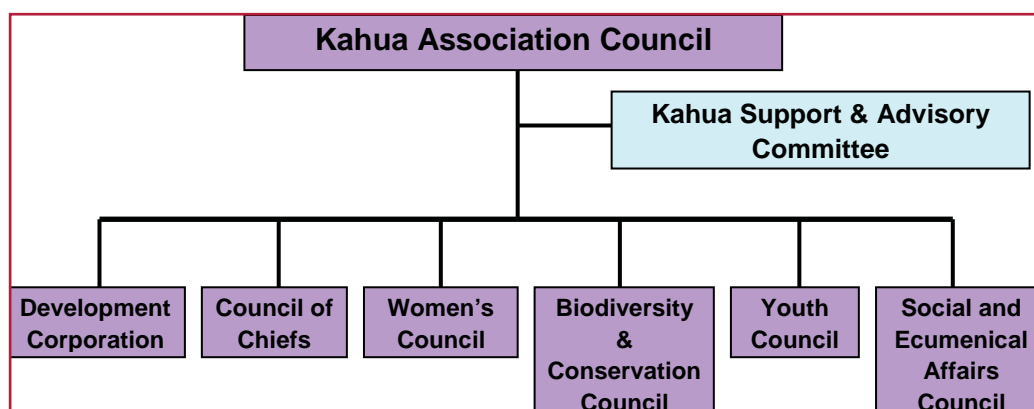 Kahua Association Council
Kahua Support & Advisory
Committee
Development
Corporation
Council of
Chiefs
Women’s
Council
Biodiversity
&
Conservation
Council
Youth
Council
Social and
Ecumenical
Affairs
Council